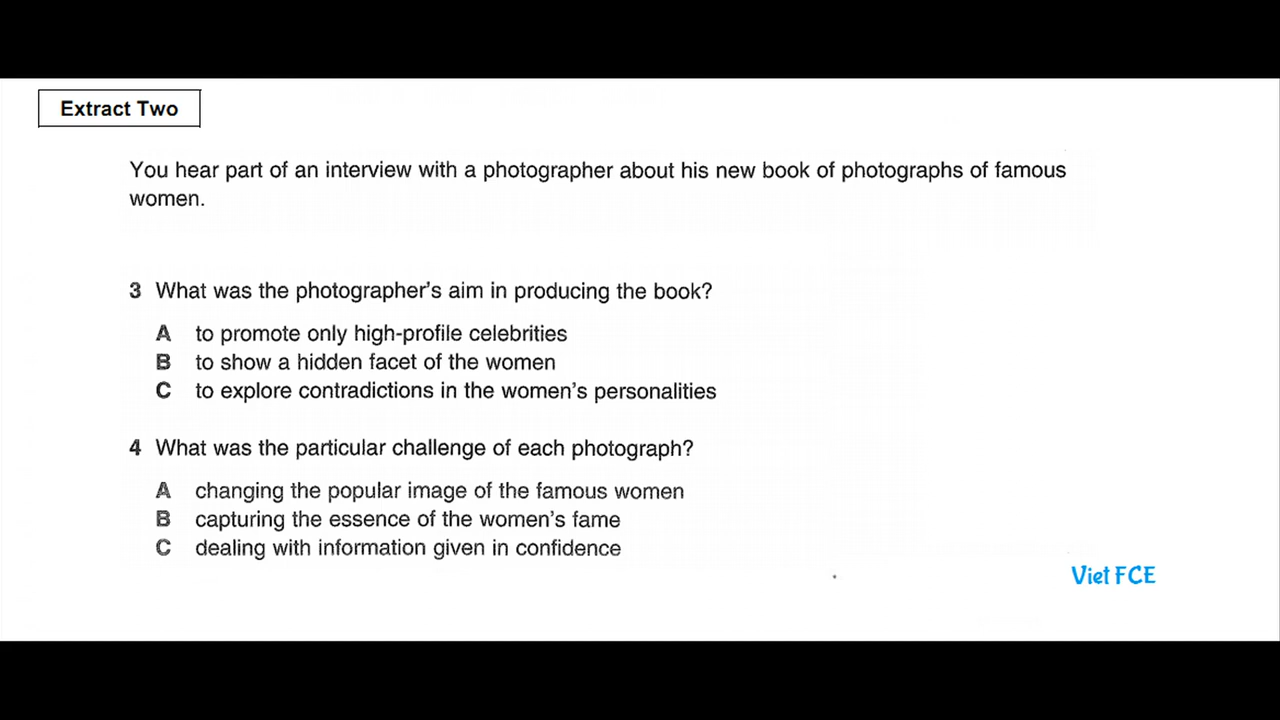 Extract Two
You hear part of an interview with a photographer about his new book of photographs of famous
women.
3 What was the photographer's aim in producing the book?
A to promote only high-profile celebrities
B to show a hidden facet of the women
C to explore contradictions in the women's personalities
4 What was the particular challenge of each photograph?
A changing the popular image of the famous women
B capturing the essence of the women's fame
C dealing with information given in confidence
Viet FCE